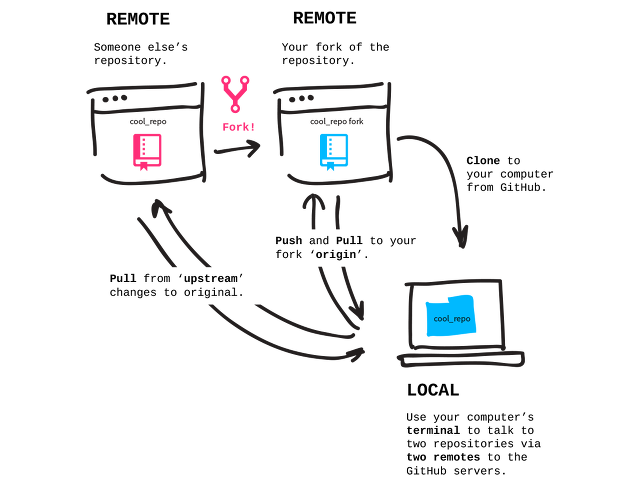 REMOTE
Someone else’s
repository.
cool_repo
Fork!
REMOTE
Your fork of the
repository.
cool_repo fork
Clone to
your computer
from GitHub.
Push and Pull to your
fork ‘origin’.
Pull from ‘upstream’
changes to original.
cool_repo
LOCAL
Use your computer’s
terminal to talk to
two repositories via
two remotes to the
GitHub servers.